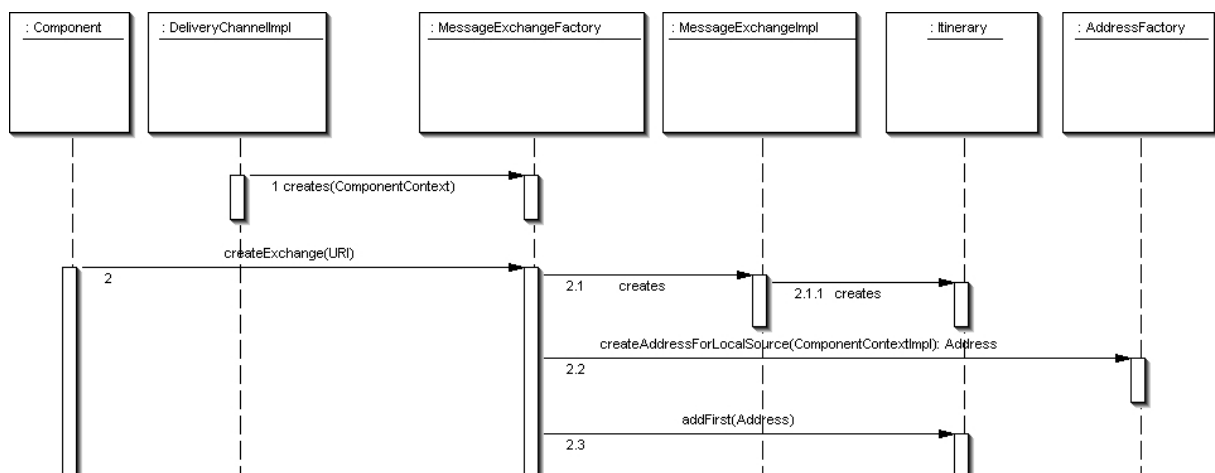 : Component
: DeliveryChannelImpl
: MessageExchangeFactory
: MessageExchangeImpl
: Itinerary
: AddressFactory
1 creates(ComponentContext)
createExchange(URI)
2
2.1 creates
2.1.1 creates
createAddressForLocalSource(ComponentContextImpl): Address
2.2
addFirst(Address)
2.3